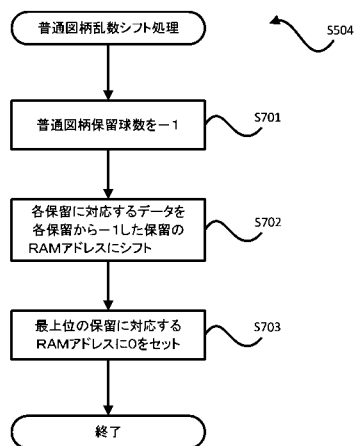 普通図柄乱数シフト処理
S504
普通図柄保留球数を－1
S701
各保留に対応するデータを
各保留から－1した保留の
RAMアドレスにシフト
S702
最上位の保留に対応する
RAMアドレスに0をセット
S703
終了